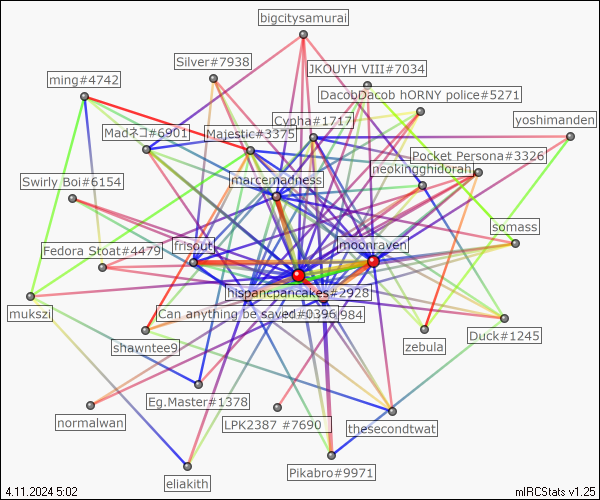 bigcitysamurai
Silver#7938
JKOUYH VIII#7034
ming#4742
DacobDacob hORNY police#5271
Cypha#1717
yoshimanden
Madネコ#6901
Majestic#3375
Pocket Persona#3326
neokingghidorah
marcemadness
Swirly Boi#6154
somass
frisout
moonraven
Fedora Stoat#4479
hispancpancakes#2928
mukszi
Can anything be saved#0396
984
Duck#1245
shawntee9
zebula
Eg.Master#1378
normalwan
LPK2387 #7690
thesecondtwat
Pikabro#9971
eliakith
4.11.2024 5:02
mIRCStats v1.25